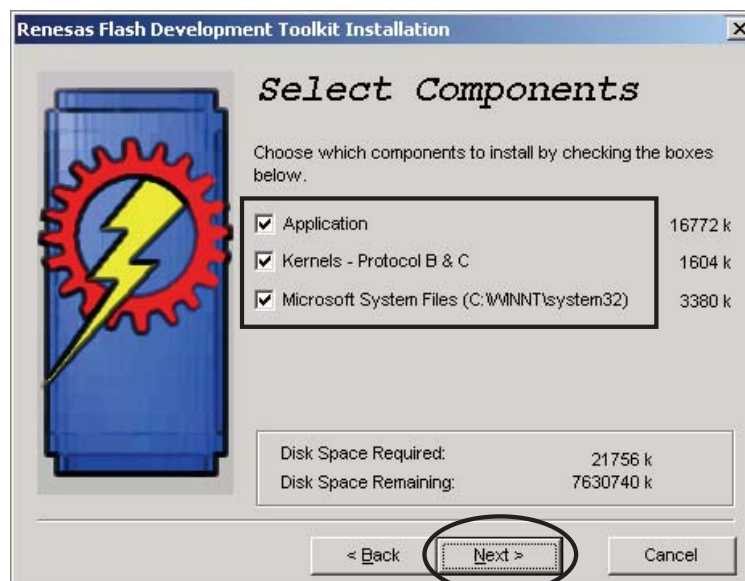 Renesas Flash Development Toolkit Installation
Select Components
Choose which components to install by checking the boxes
below.
Application 16772 k
Kernels - Protocol B & C 1604 k
Microsoft System Files (C:\WINNT\system32) 3380 k
Disk Space Required: 21756 k
Disk Space Remaining: 7630740 k
< Back Next > Cancel